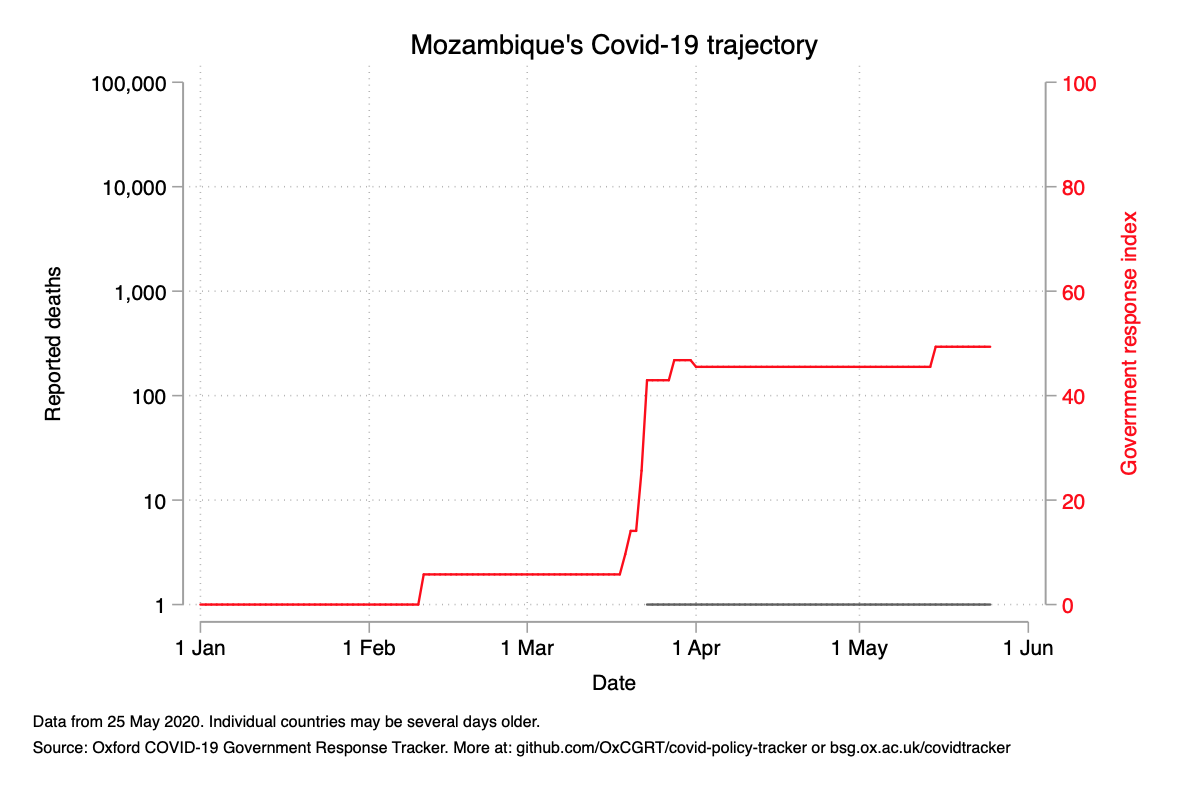 Mozambique's Covid-19 trajectory
100,000
10,000
1,000
100
10
1
Reported deaths
100
80
60
40
20
0
Government response index
1 Jan
1 Feb
1 Mar
1 Apr
1 May
1 Jun
Date
Data from 25 May 2020. Individual countries may be several days older.
Source: Oxford COVID-19 Government Response Tracker. More at: github.com/OxCGRT/covid-policy-tracker or bsg.ox.ac.uk/covidtracker